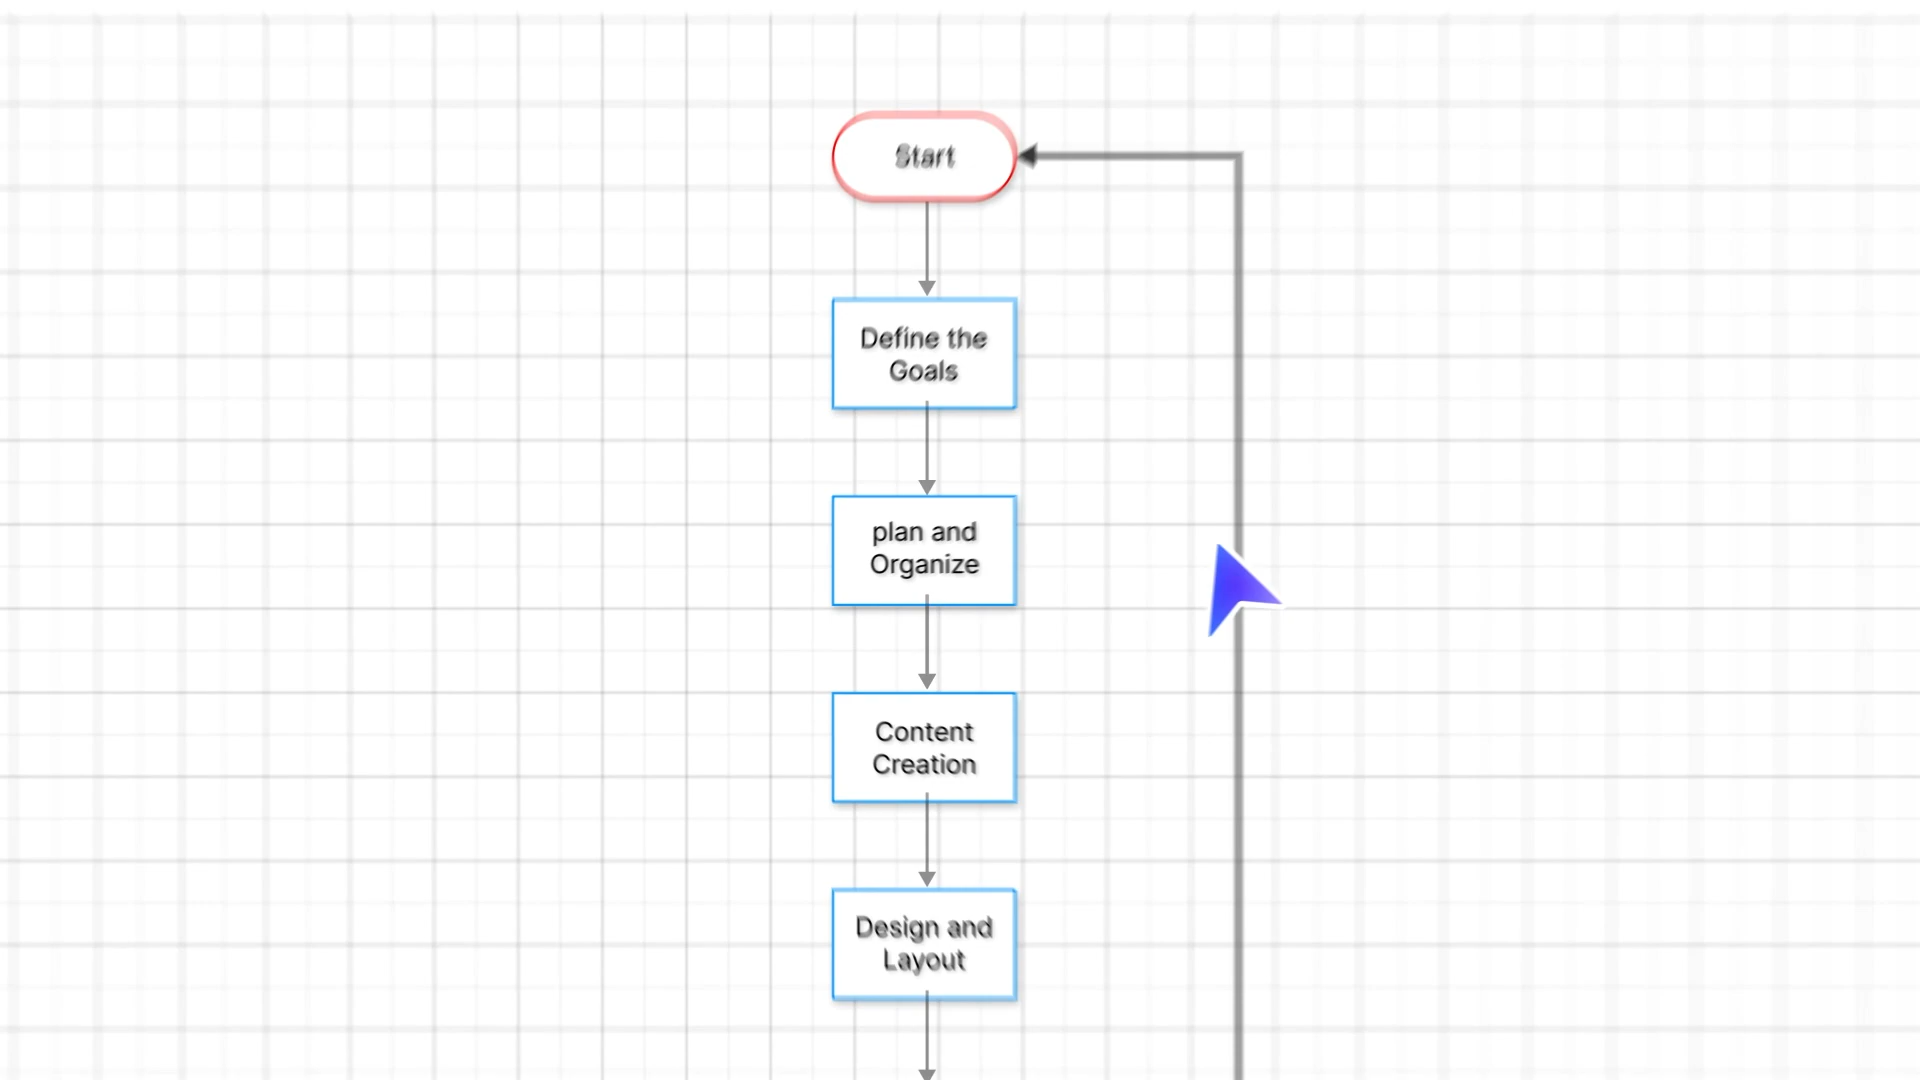 Start
Define the
Goals
plan and
Organize
Content
Creation
Design and
Layout